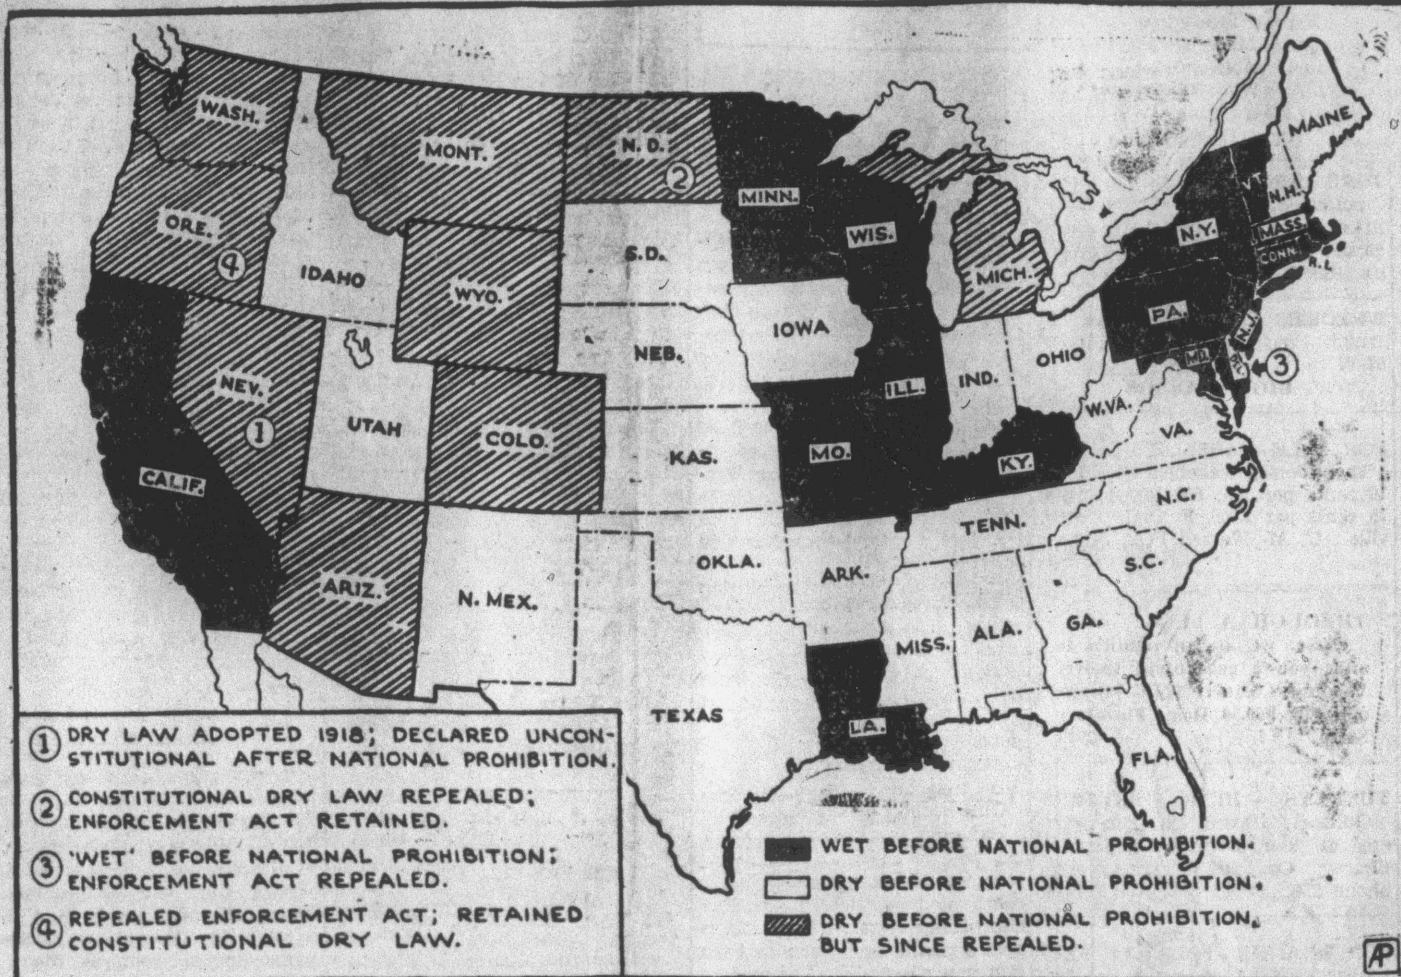 WASH.
MONT.
N.D.
②
MINN.
MAINE
VT.
N.H.
ORE.
④
IDAHO
WYO.
S.D.
WIS.
MICH.
N.Y.
MASS.
CONN.
R.I.
NEV.
①
UTAH
COLO.
NEB.
IOWA
ILL.
IND.
OHIO
PA.
N.J.
MD.
DEL.
③
W.VA.
VA.
CALIF.
KAS.
MO.
KY.
N.C.
TENN.
S.C.
ARIZ.
N. MEX.
OKLA.
ARK.
MISS.
ALA.
GA.
TEXAS
LA.
FLA.
① DRY LAW ADOPTED 1918; DECLARED UNCON-
STITUTIONAL AFTER NATIONAL PROHIBITION.
② CONSTITUTIONAL DRY LAW REPEALED;
ENFORCEMENT ACT RETAINED.
③ 'WET' BEFORE NATIONAL PROHIBITION;
ENFORCEMENT ACT REPEALED.
④ REPEALED ENFORCEMENT ACT; RETAINED
CONSTITUTIONAL DRY LAW.
WET BEFORE NATIONAL PROHIBITION.
DRY BEFORE NATIONAL PROHIBITION.
DRY BEFORE NATIONAL PROHIBITION,
BUT SINCE REPEALED.
AP